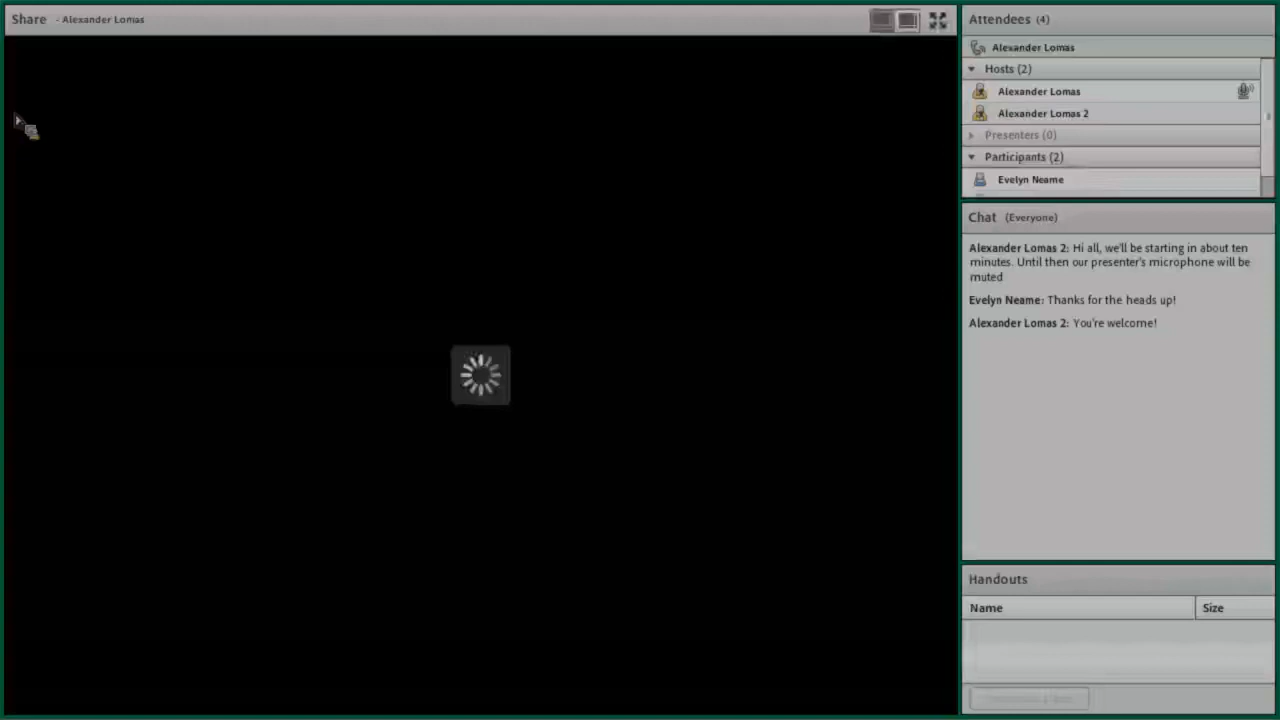 Share - Alexander Lomas
Attendees (4)
Alexander Lomas
Hosts (2)
Alexander Lomas
Alexander Lomas 2
Presenters (0)
Participants (2)
Evelyn Neame
Chat (Everyone)
Alexander Lomas 2: Hi all, we'll be starting in about ten
minutes. Until then our presenter's microphone will be
muted
Evelyn Neame: Thanks for the heads up!
Alexander Lomas 2: You're welcome!
Handouts
Name Size